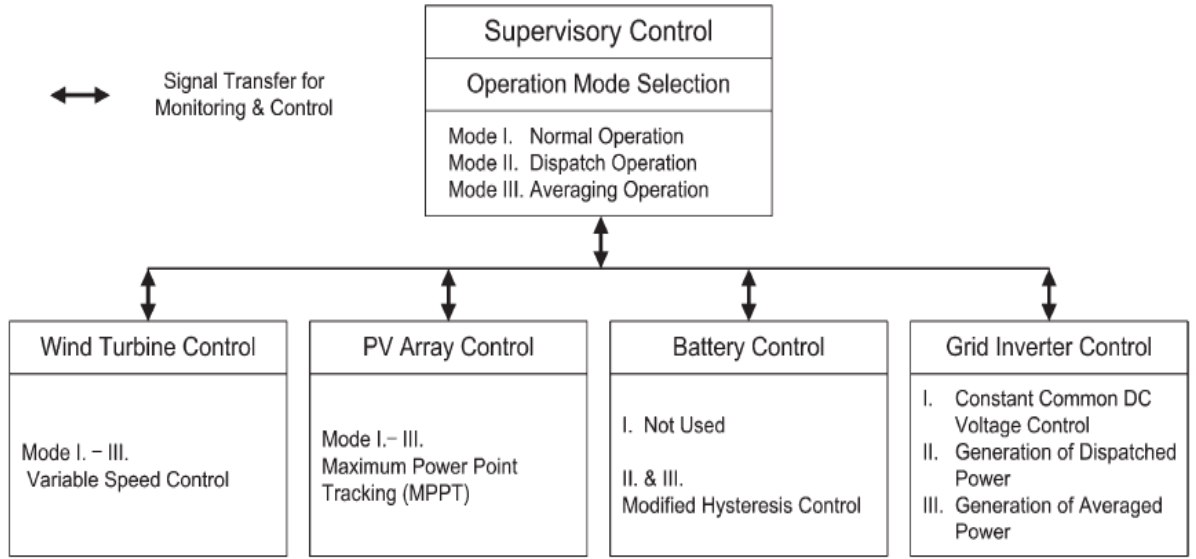 Supervisory Control
Operation Mode Selection
Mode I. Normal Operation
Mode II. Dispatch Operation
Mode III. Averaging Operation
Signal Transfer for
Monitoring & Control
Wind Turbine Control
Mode I. – III.
Variable Speed Control
PV Array Control
Mode I.– III.
Maximum Power Point
Tracking (MPPT)
Battery Control
I. Not Used
II. & III.
Modified Hysteresis Control
Grid Inverter Control
I. Constant Common DC
Voltage Control
II. Generation of Dispatched
Power
III. Generation of Averaged
Power